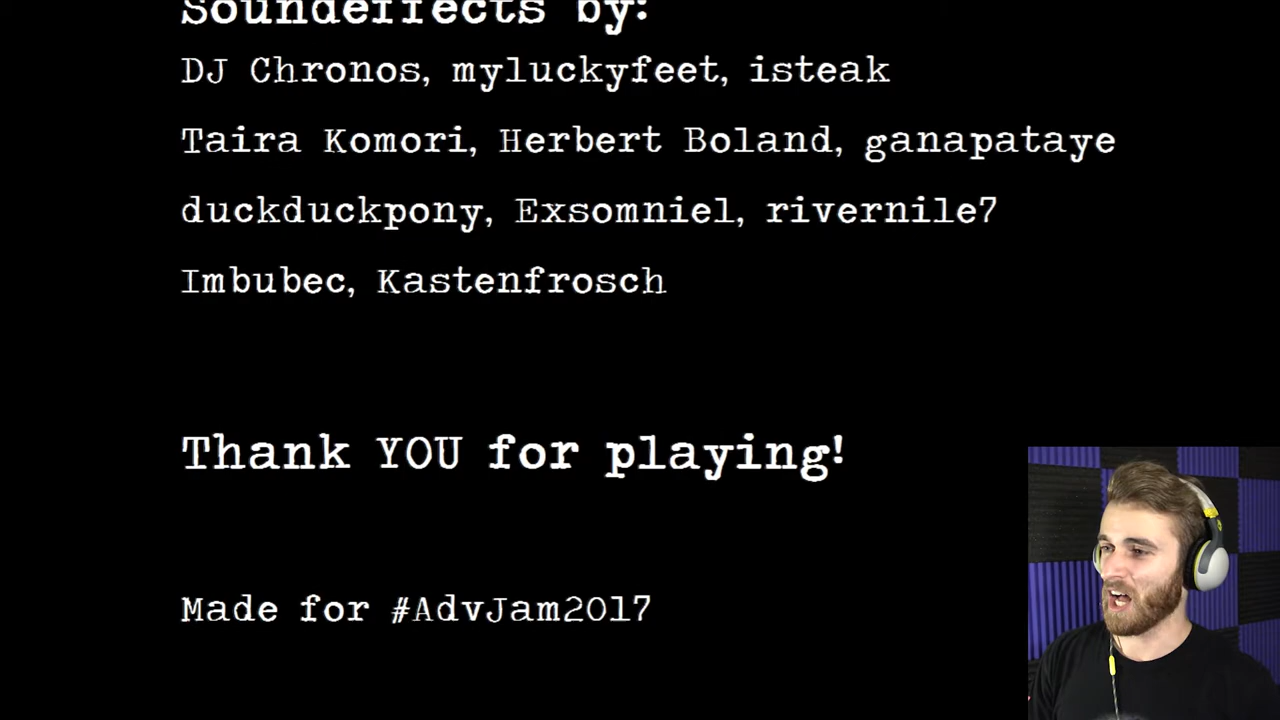 Soundeffects by:
DJ Chronos, myluckyfeet, isteak
Taira Komori, Herbert Boland, ganapataye
duckduckpony, Exsomniel, rivernile7
Imbubec, Kastenfrosch
Thank YOU for playing!
Made for #AdvJam2017